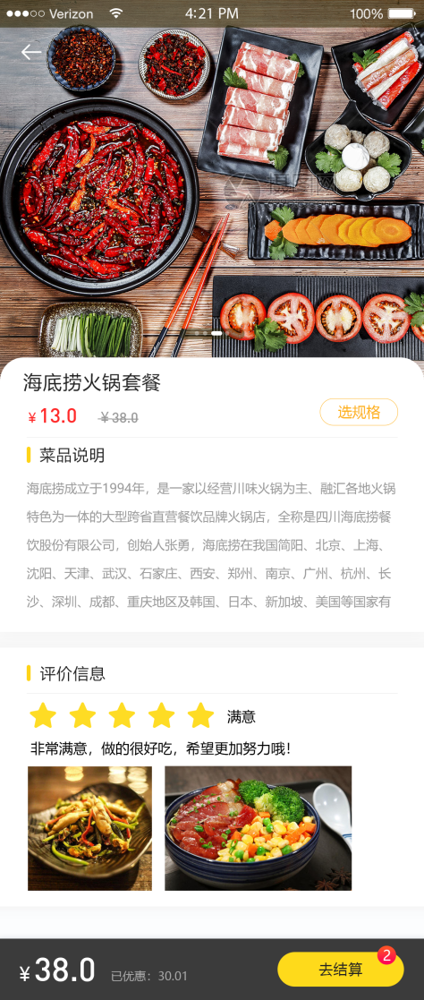 Verizon 4:21 PM 100%
海底捞火锅套餐
¥13.0 ¥38.0
选规格
菜品说明
海底捞成立于1994年，是一家以经营川味火锅为主、融汇各地火锅
特色为一体的大型跨省直营餐饮品牌火锅店，全称是四川海底捞餐
饮股份有限公司，创始人张勇，海底捞在我国简阳、北京、上海、
沈阳、天津、武汉、石家庄、西安、郑州、南京、广州、杭州、长
沙、深圳、成都、重庆地区及韩国、日本、新加坡、美国等国家有
评价信息
满意
非常满意，做的很好吃，希望更加努力哦！
¥38.0 已优惠：30.01
去结算 2